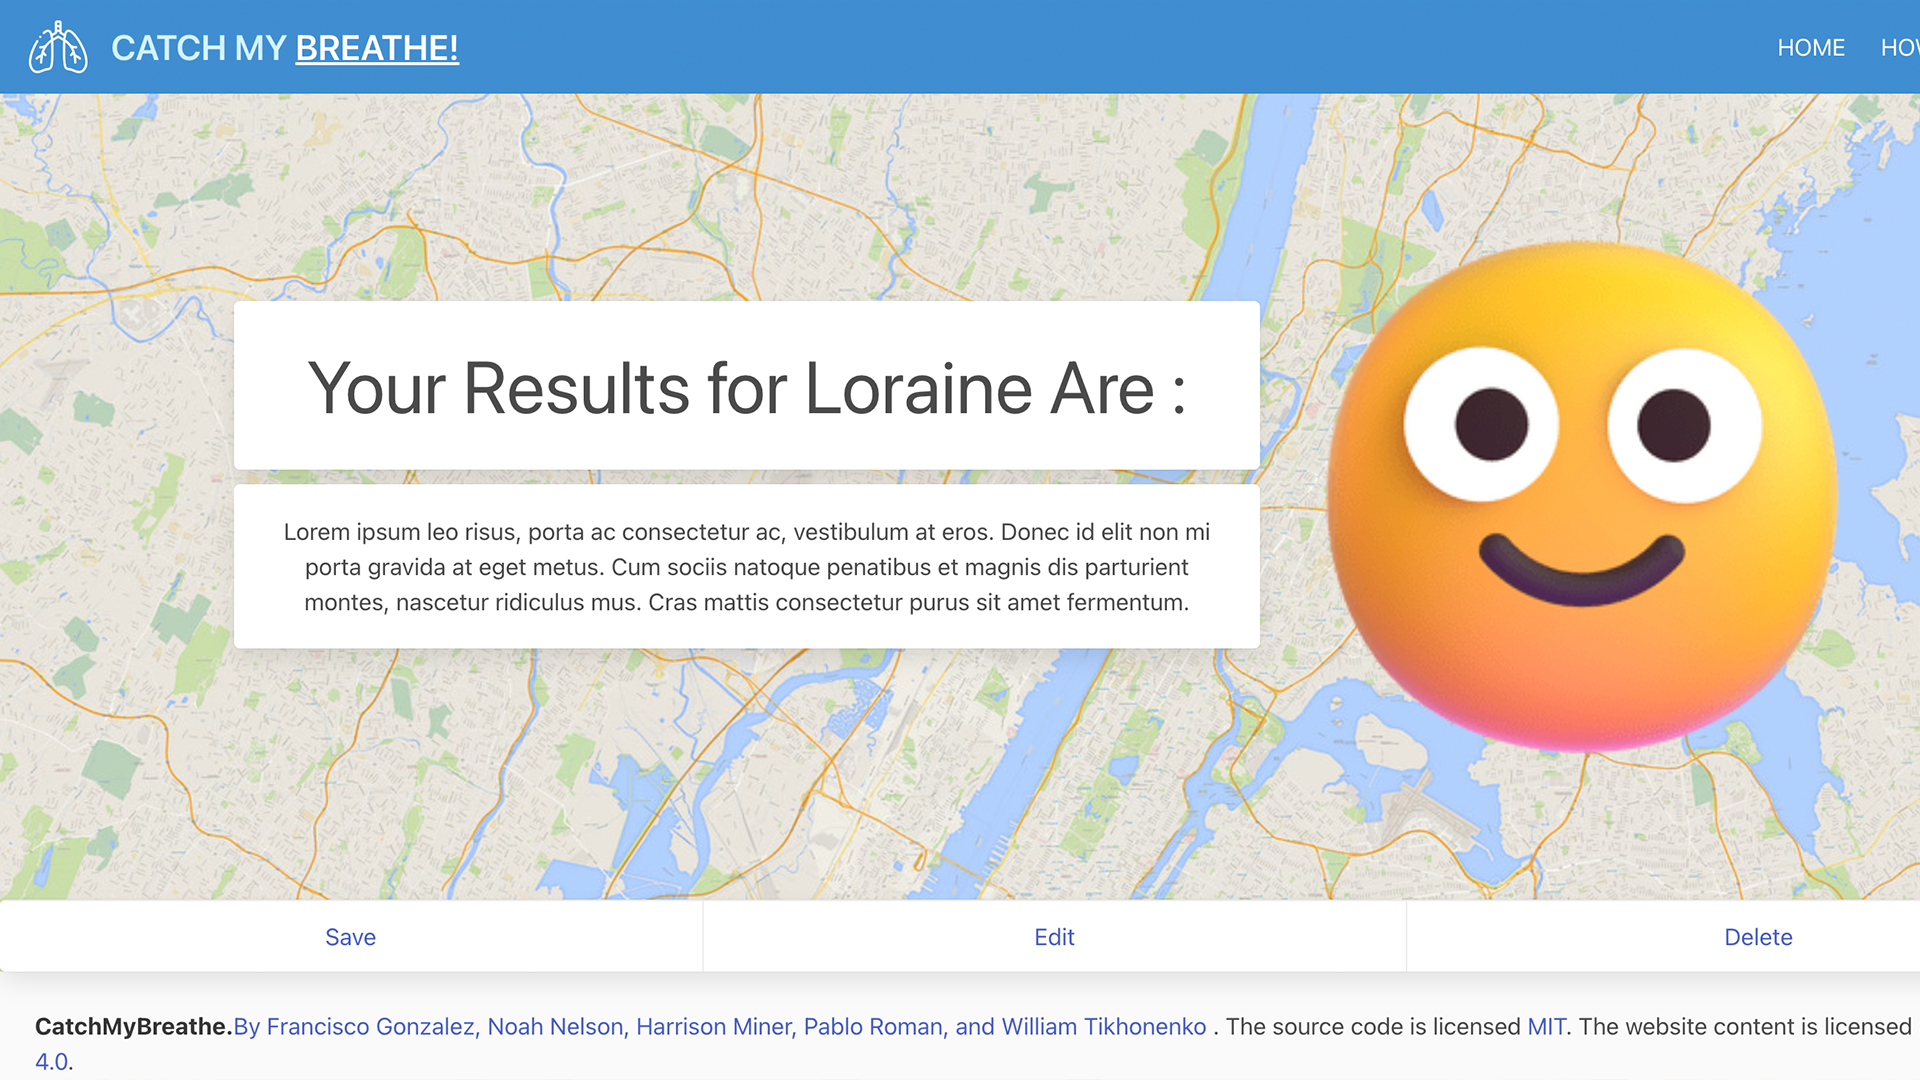 CATCH MY BREATHE!
HOME
Your Results for Loraine Are :
Lorem ipsum leo risus, porta ac consectetur ac, vestibulum at eros. Donec id elit non mi
porta gravida at eget metus. Cum sociis natoque penatibus et magnis dis parturient
montes, nascetur ridiculus mus. Cras mattis consectetur purus sit amet fermentum.
Save
Edit
Delete
CatchMyBreathe.By Francisco Gonzalez, Noah Nelson, Harrison Miner, Pablo Roman, and William Tikhonenko . The source code is licensed MIT. The website content is licensed
4.0.